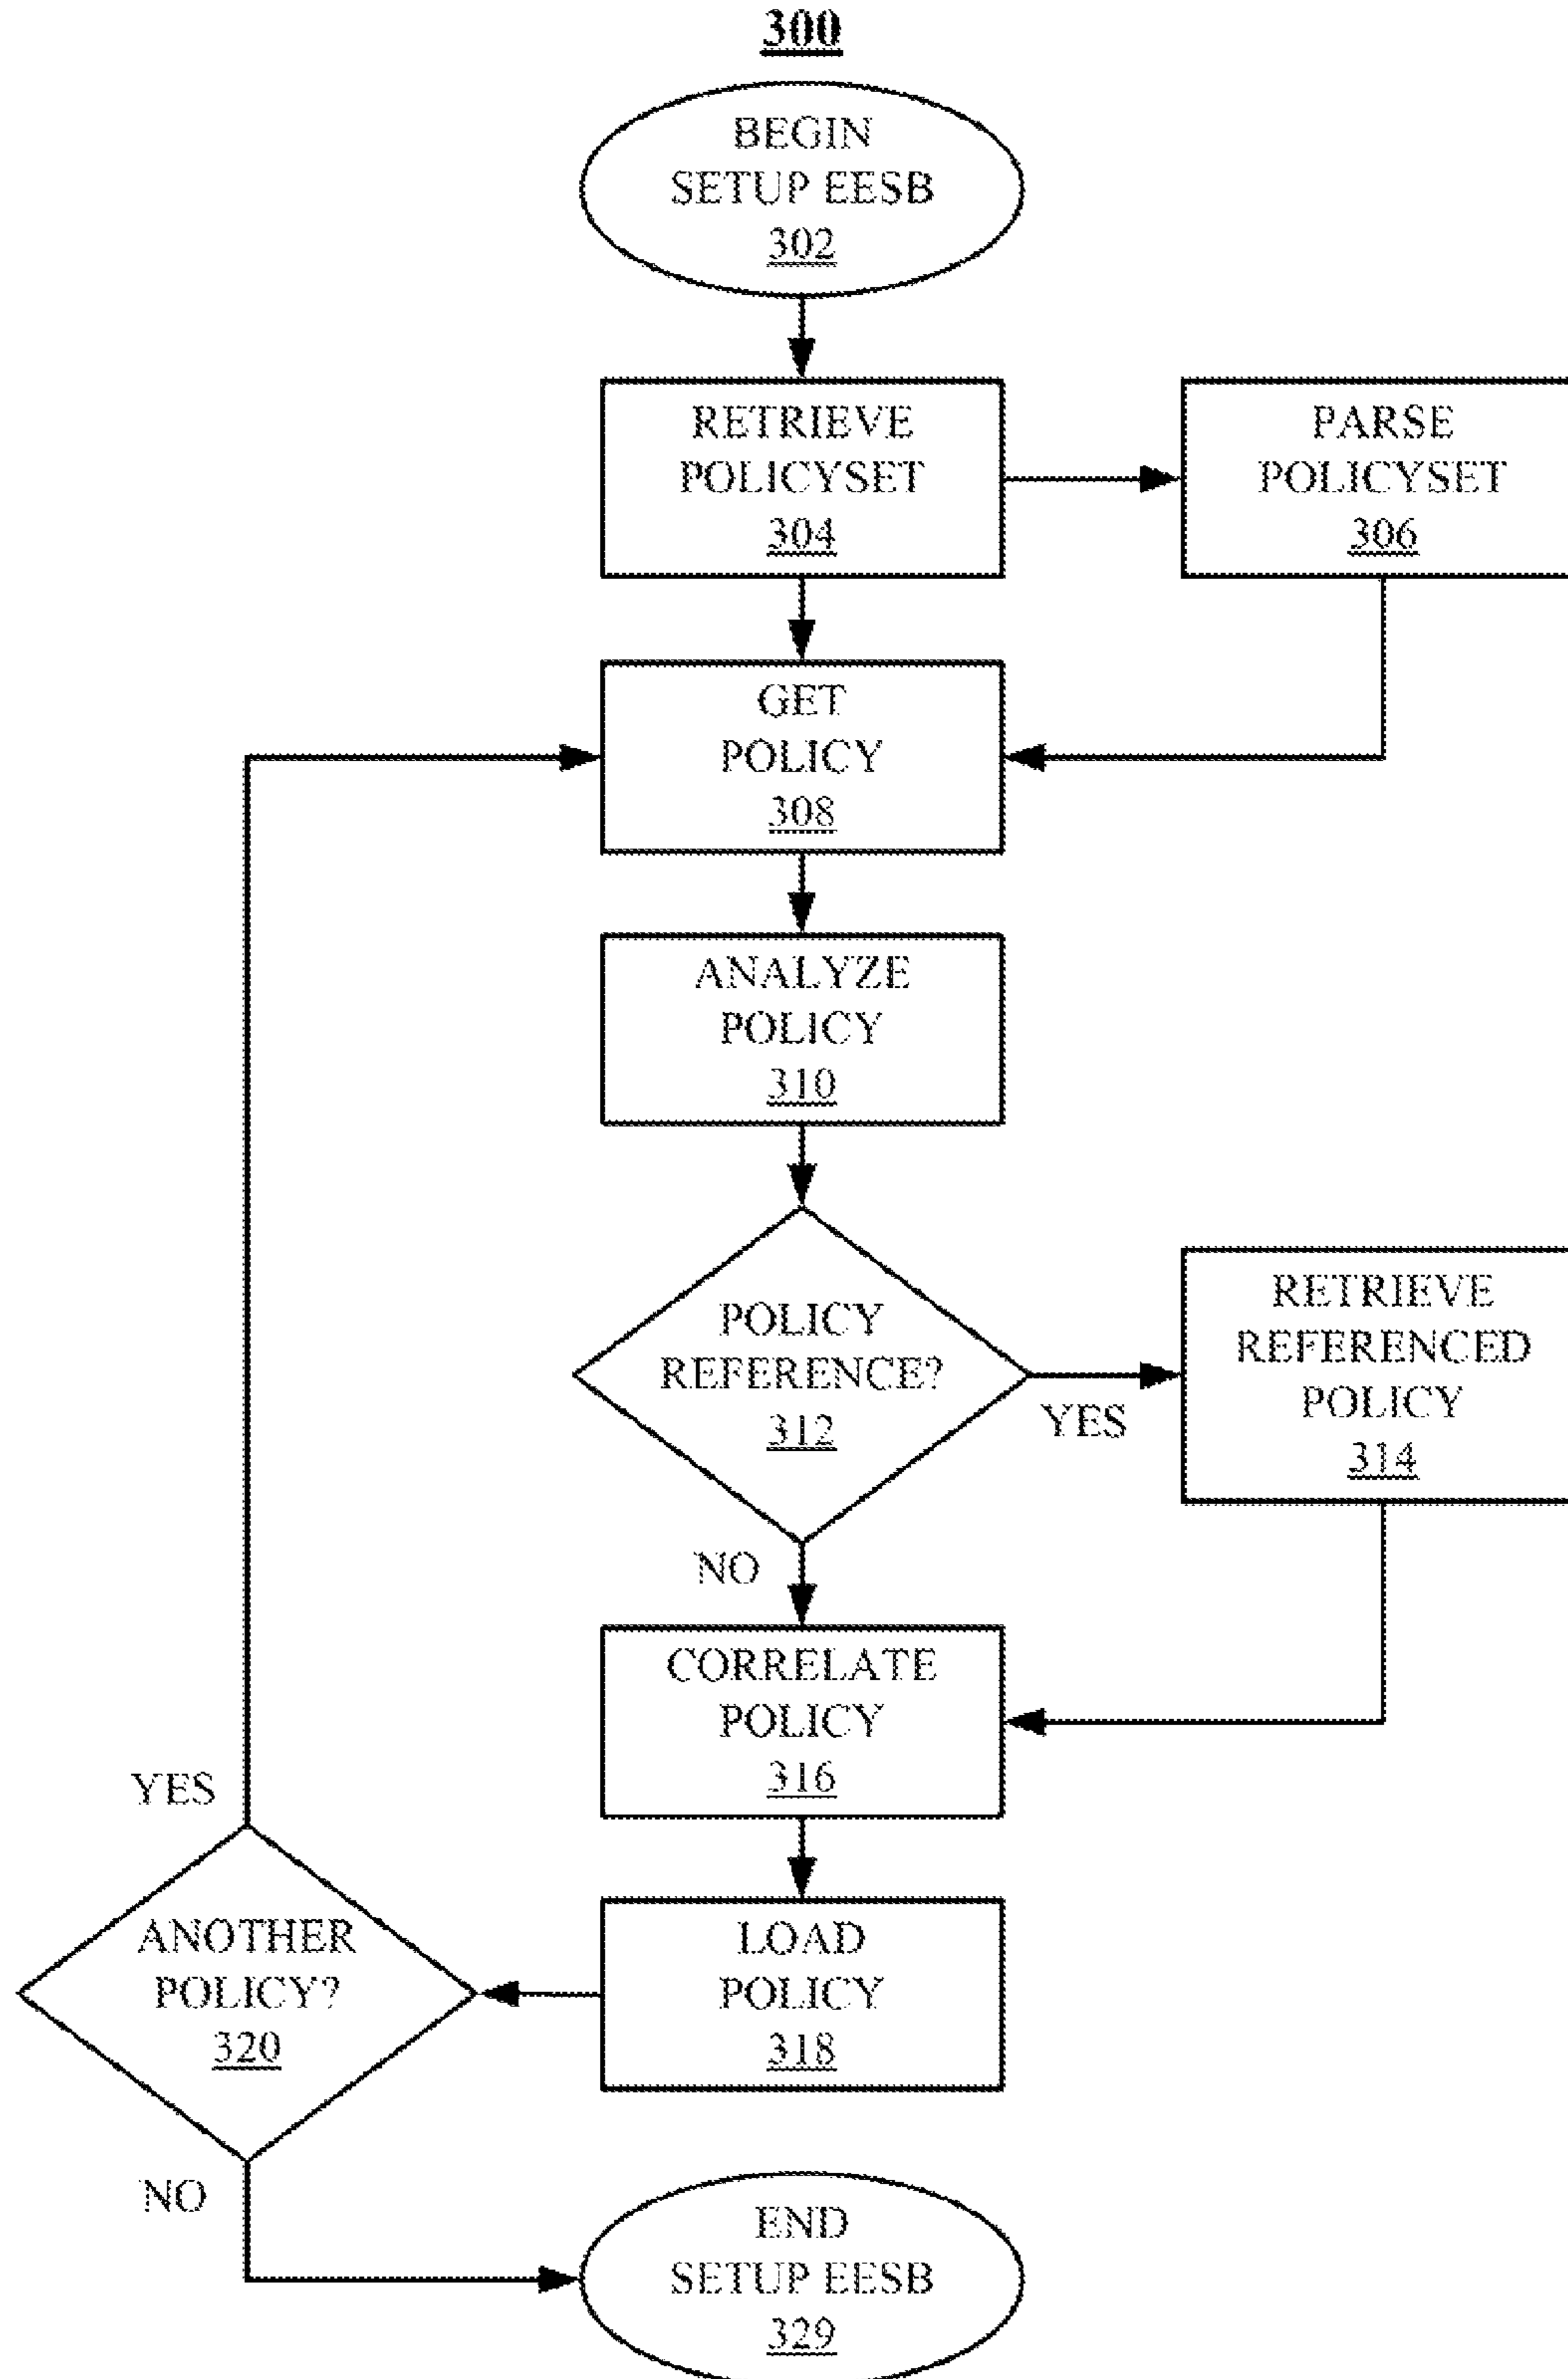 300
BEGIN
SETUP EESB
302
RETRIEVE
POLICYSET
304
PARSE
POLICYSET
306
GET
POLICY
308
ANALYZE
POLICY
310
POLICY
REFERENCE?
312
YES
RETRIEVE
REFERENCED
POLICY
314
NO
CORRELATE
POLICY
316
YES
LOAD
POLICY
318
ANOTHER
POLICY?
320
NO
END
SETUP EESB
329